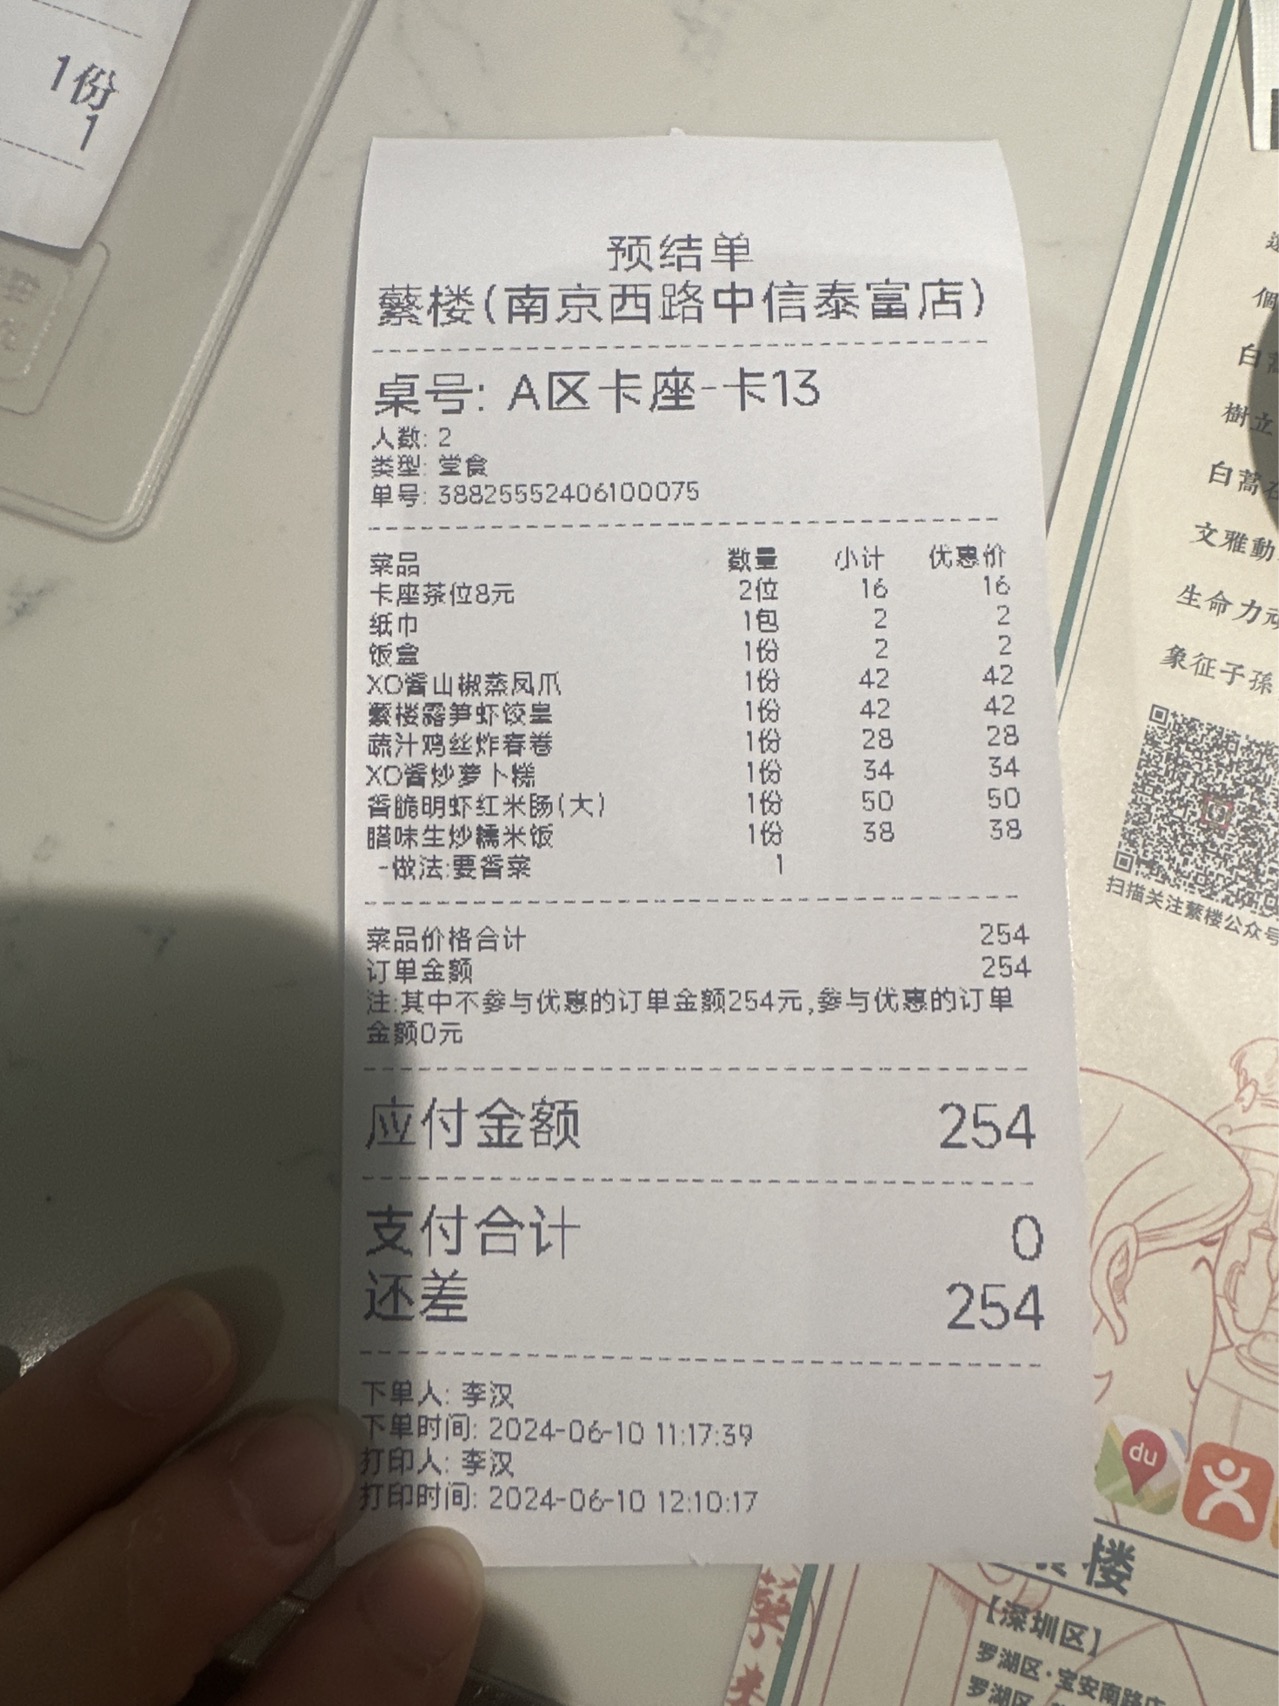 1份
1
预结单
蘩楼(南京西路中信泰富店)
桌号: A区卡座-卡13
人数: 2
类型: 堂食
单号: 38825552406100075
菜品 数量 小计 优惠价
卡座茶位8元 2位 16 16
纸巾 1包 2 2
饭盒 1份 2 2
XO酱山椒蒸凤爪 1份 42 42
蘩楼露笋虾饺皇 1份 42 42
蔬汁鸡丝炸春卷 1份 28 28
XO酱炒萝卜糕 1份 34 34
香脆明虾红米肠(大) 1份 50 50
腊味生炒糯米饭 1份 38 38
-做法:要香菜 1
菜品价格合计 254
订单金额 254
注:其中不参与优惠的订单金额254元,参与优惠的订单
金额0元
应付金额 254
支付合计 0
还差 254
下单人: 李汉
下单时间: 2024-06-10 11:17:39
打印人: 李汉
打印时间: 2024-06-10 12:10:17
個
白蒿
樹立
白蒿
文雅動
生命力
象征子孫
扫描关注蘩楼公众号
du
楼
【深圳区】
罗湖区·宝安南路
罗湖区